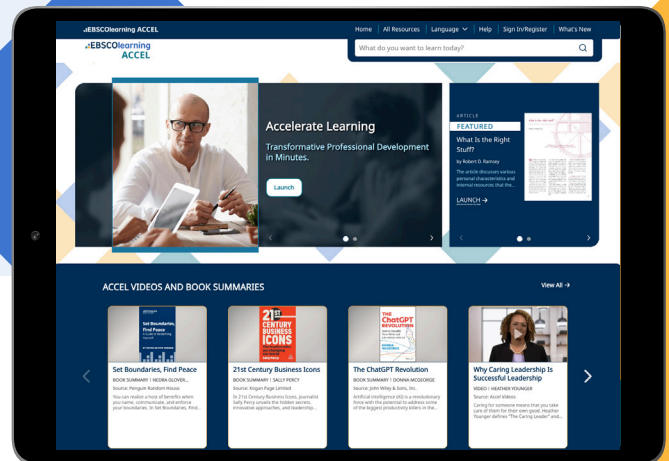 EBSCOlearning ACCEL
Home
All Resources
Language
Help
Sign In/Register
What's New
EBSCOlearning
ACCEL
What do you want to learn today?
Accelerate Learning
Transformative Professional Development
in Minutes.
Launch
ARTICLE
FEATURED
What Is the Right
Stuff?
by Robert D. Ramsey
The article discusses various
personal characteristics and
internal resources that the...
LAUNCH →
ACCEL VIDEOS AND BOOK SUMMARIES
View All →
Set Boundaries,
Find Peace
Set Boundaries, Find Peace
BOOK SUMMARY | NEDRA GLOVER...
Source: Penguin Random House
You can realize a host of benefits when
you name, communicate, and enforce
your boundaries. In Set Boundaries, Find...
21ST
CENTURY
BUSINESS
ICONS
21st Century Business Icons
BOOK SUMMARY | SALLY PERCY
Source: Kogan Page Limited
In 21st Century Business Icons, journalist
Sally Percy unveils the hidden secrets,
innovative approaches, and leadership...
THE
ChatGPT
REVOLUTION
The ChatGPT Revolution
BOOK SUMMARY | DONNA MCGEORGE
Source: John Wiley & Sons, Inc.
Artificial intelligence (AI) is a revolutionary
force with the potential to address some
of the biggest productivity killers in the...
Why Caring Leadership Is
Successful Leadership
VIDEO | HEATHER YOUNGER
Source: Accel Videos
Caring for someone means that you take
care of them for their own good. Heather
Younger defines "The Caring Leader" and...